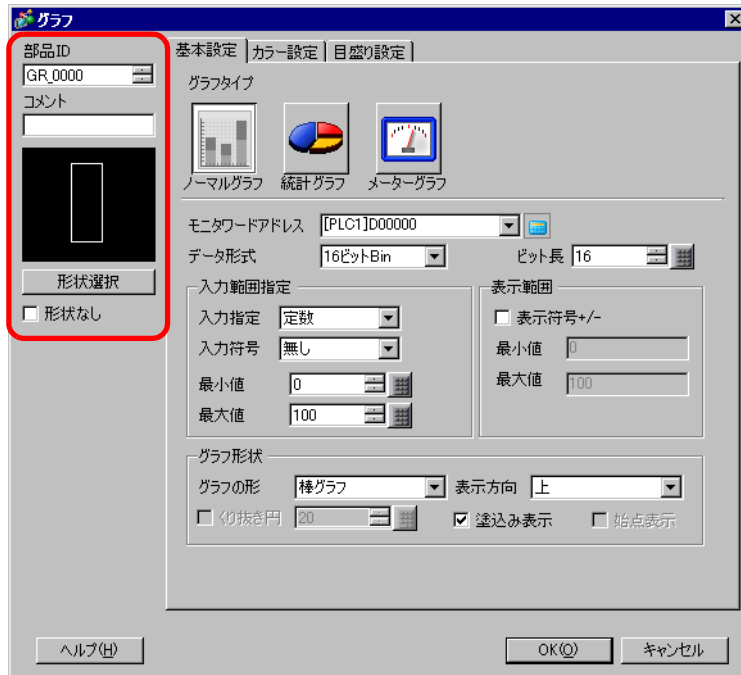 グラフ
部品ID
GR_0000
コメント
形状選択
形状なし
基本設定 カラー設定 目盛り設定
グラフタイプ
ノーマルグラフ 統計グラフ メーターグラフ
モニタワードアドレス [PLC1]D00000
データ形式 16ビットBin ビット長 16
入力範囲指定
入力指定 定数
入力符号 無し
最小値 0
最大値 100
表示範囲
表示符号+/-
最小値 0
最大値 100
グラフ形状
グラフの形 棒グラフ 表示方向 上
くり抜き円 20 塗込み表示 始点表示
ヘルプ(H) OK(O) キャンセル